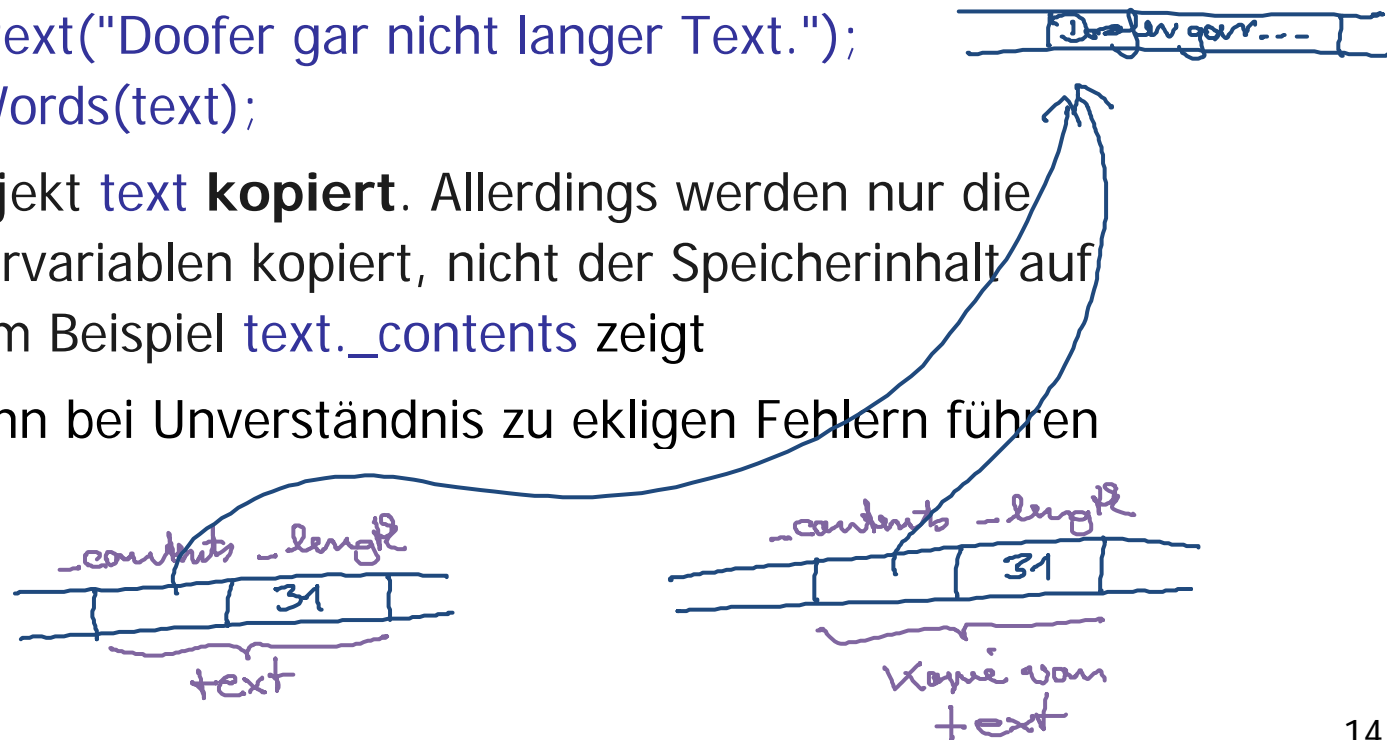 ext("Doofer gar nicht langer Text.");
Doofer gar...
Words(text);
jekt text kopiert. Allerdings werden nur die
rvariablen kopiert, nicht der Speicherinhalt auf
m Beispiel text._contents zeigt
nn bei Unverständnis zu ekligen Fehlern führen
_contents _length
_contents _length
31
31
text
Kopie von
text
14